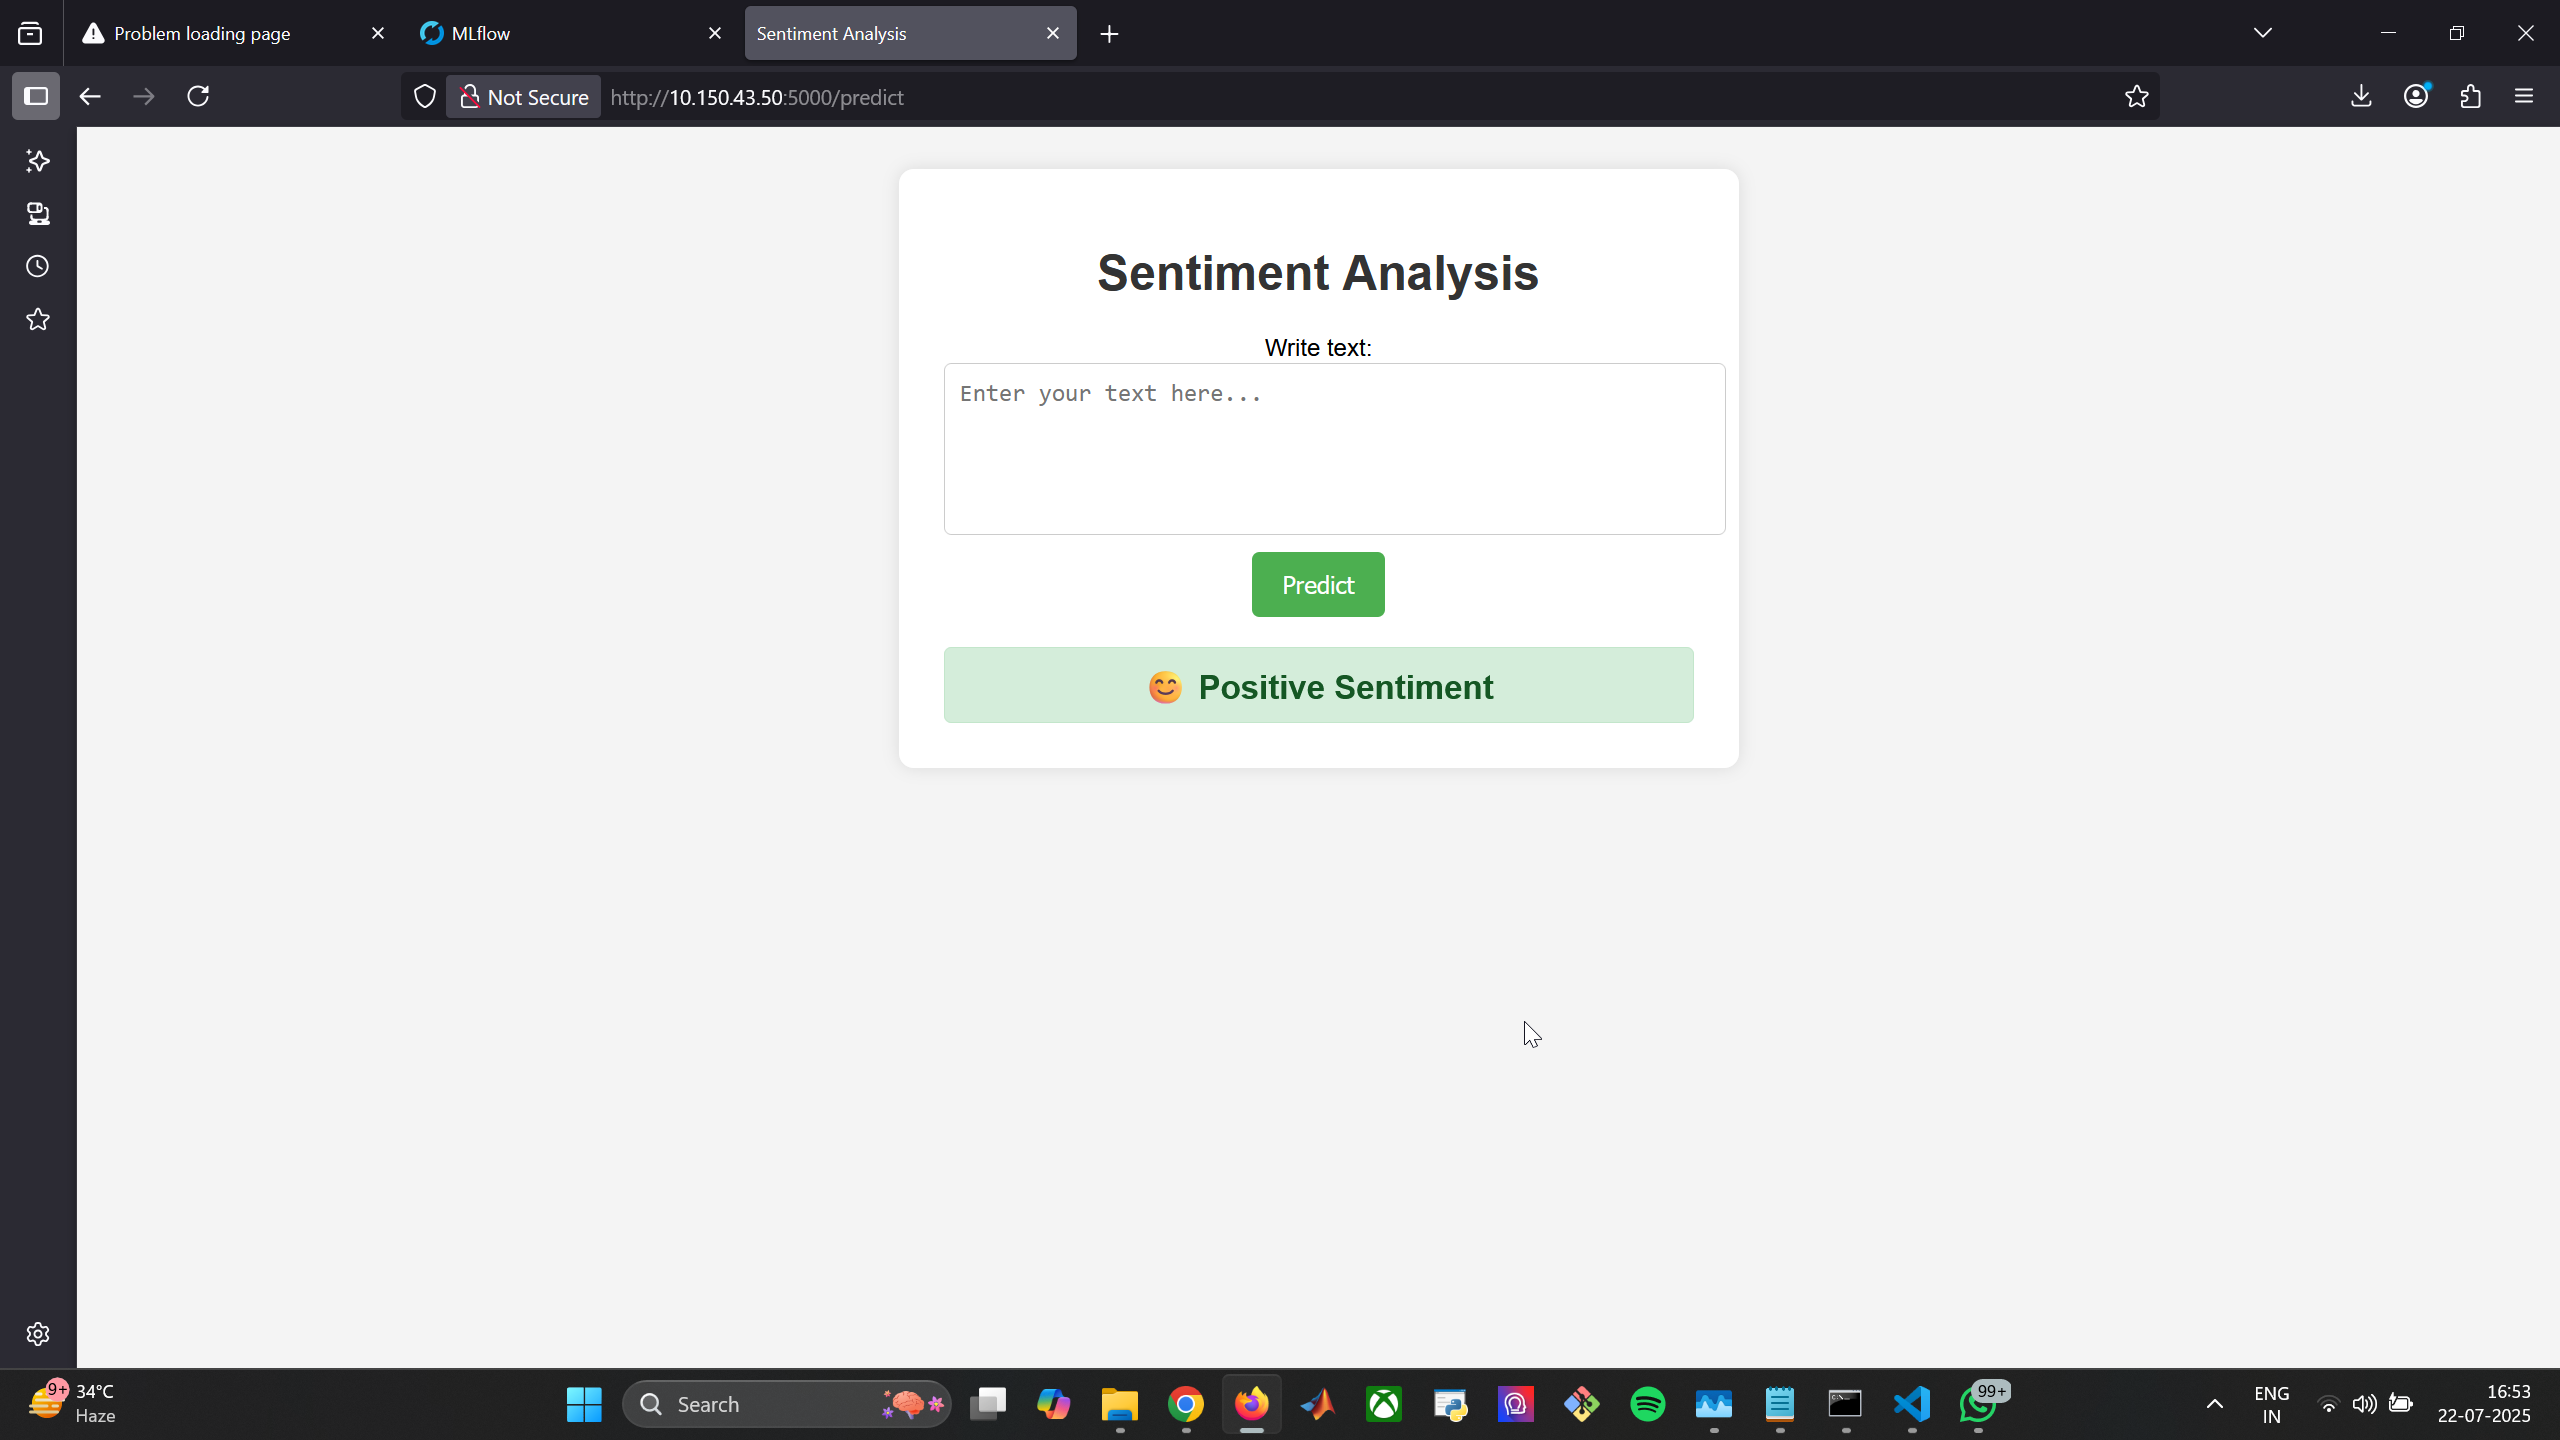 Problem loading page
MLflow
Sentiment Analysis
Not Secure
http://10.150.43.50:5000/predict
Sentiment Analysis
Write text:
Enter your text here...
Predict
😊 Positive Sentiment
9+
34°C
Haze
Search
99+
ENG
IN
16:53
22-07-2025